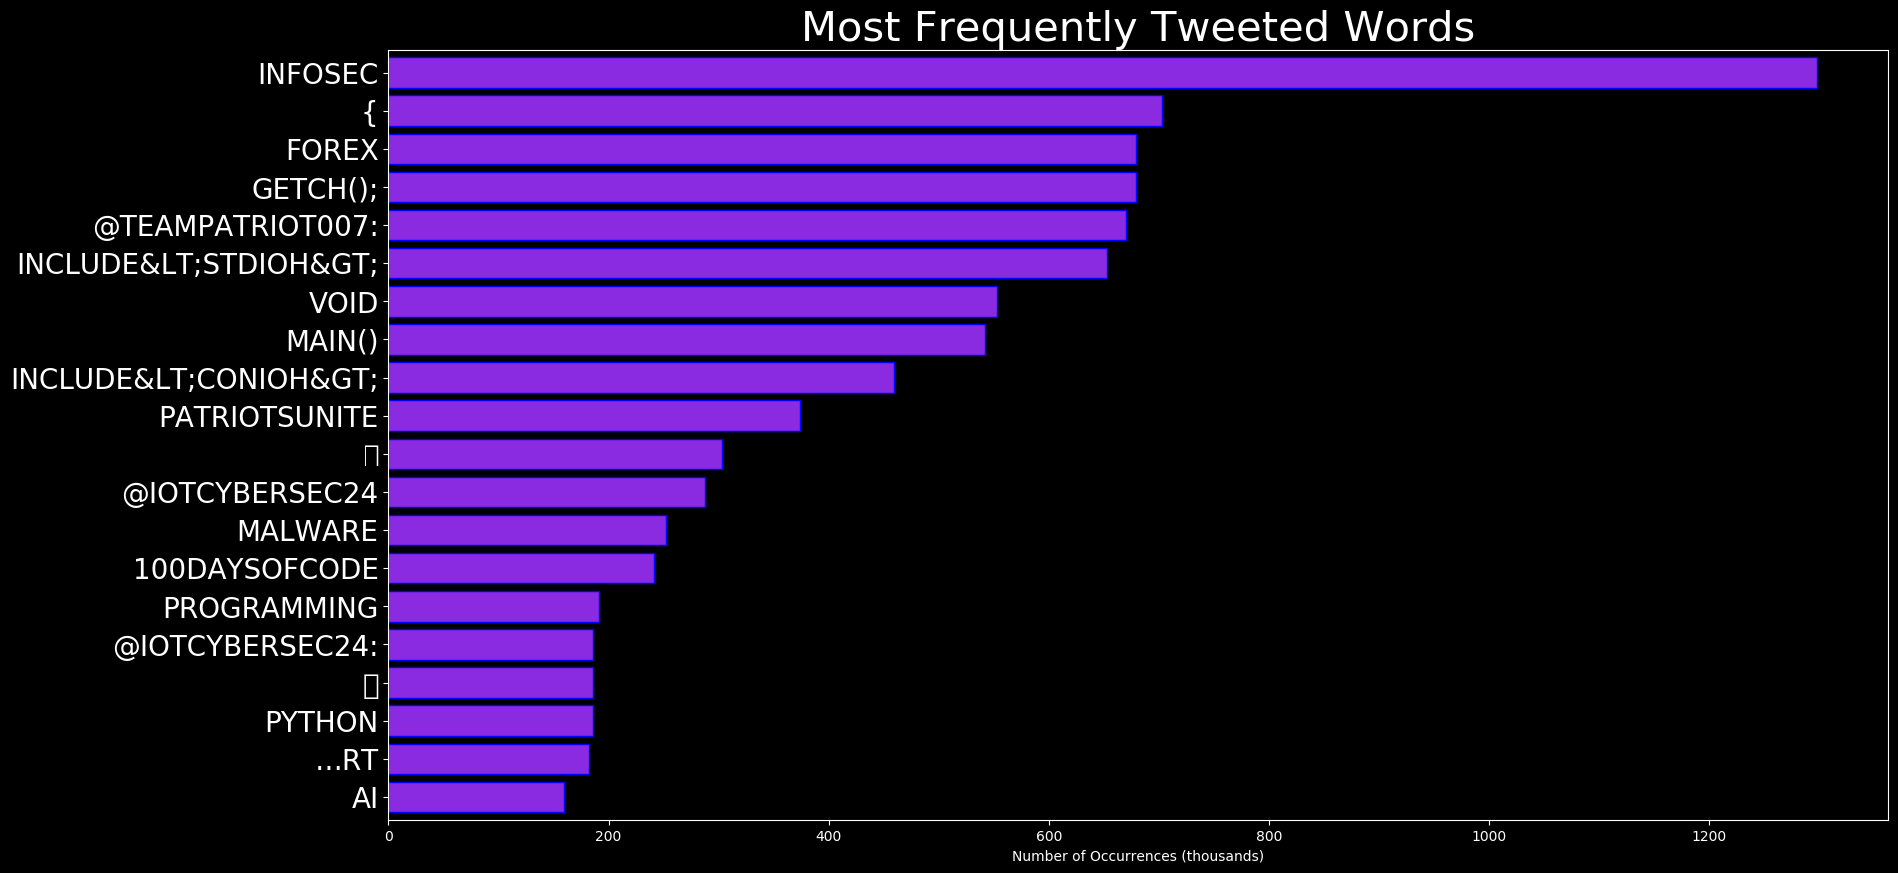 Most Frequently Tweeted Words
INFOSEC
{
FOREX
GETCH();
@TEAMPATRIOT007:
INCLUDE&LT;STDIOH&GT;
VOID
MAIN()
INCLUDE&LT;CONIOH&GT;
PATRIOTSUNITE
@IOTCYBERSEC24
MALWARE
100DAYSOFCODE
PROGRAMMING
@IOTCYBERSEC24:
PYTHON
…RT
AI
0 200 400 600 800 1000 1200
Number of Occurrences (thousands)